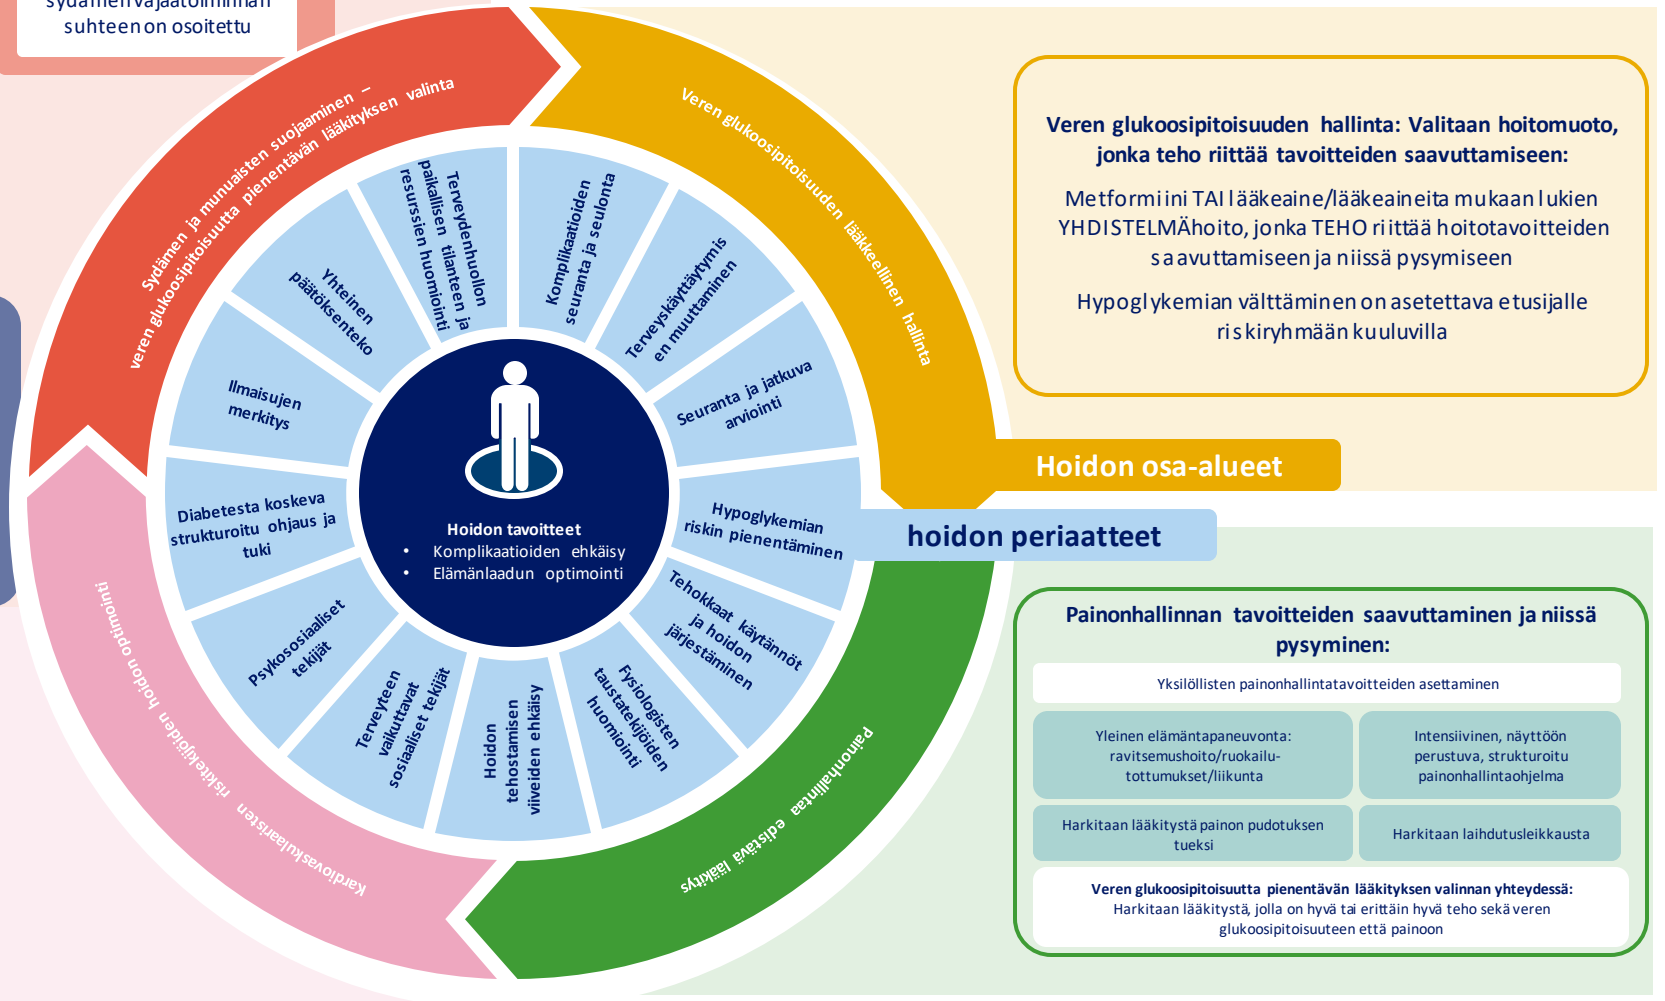 sydämen vajaatoiminnan
suhteen on osoitettu
Sydämen ja munuaisten suojaaminen –
veren glukoosipitoisuutta pienentävän lääkityksen valinta
Veren glukoosipitoisuuden lääkkeellinen hallinta
Painonhallintaa edistävä lääkitys
Kardiovaskulaaristen riskitekijöiden hoidon optimointi
Komplikaatioiden
seuranta ja seulonta
Terveyskäyttäytymis
en muuttaminen
Seuranta ja jatkuva
arviointi
Hypoglykemian
riskin pienentäminen
Tehokkaat käytännöt
ja hoidon
järjestäminen
Fysiologisten
taustatekijöiden
huomiointi
Hoidon
tehostamisen
viiveiden ehkäisy
Terveyteen
vaikuttavat
sosiaaliset tekijät
Psykososiaaliset
tekijät
Diabetesta koskeva
strukturoitu ohjaus ja
tuki
Ilmaisujen
merkitys
Yhteinen
päätöksenteko
Terveydenhuollon
paikallisen tilanteen ja
resurssien huomiointi
Hoidon tavoitteet
• Komplikaatioiden ehkäisy
• Elämänlaadun optimointi
Veren glukoosipitoisuuden hallinta: Valitaan hoitomuoto,
jonka teho riittää tavoitteiden saavuttamiseen:
Metformiini TAI lääkeaine/lääkeaineita mukaan lukien
YHDISTELMÄhoito, jonka TEHO riittää hoitotavoitteiden
saavuttamiseen ja niissä pysymiseen
Hypoglykemian välttäminen on asetettava etusijalle
riskiryhmään kuuluvilla
Hoidon osa-alueet
hoidon periaatteet
Painonhallinnan tavoitteiden saavuttaminen ja niissä
pysyminen:
Yksilöllisten painonhallintatavoitteiden asettaminen
Yleinen elämäntapaneuvonta:
ravitsemushoito/ruokailu-
tottumukset/liikunta
Intensiivinen, näyttöön
perustuva, strukturoitu
painonhallintaohjelma
Harkitaan lääkitystä painon pudotuksen
tueksi
Harkitaan laihdutusleikkausta
Veren glukoosipitoisuutta pienentävän lääkityksen valinnan yhteydessä:
Harkitaan lääkitystä, jolla on hyvä tai erittäin hyvä teho sekä veren
glukoosipitoisuuteen että painoon